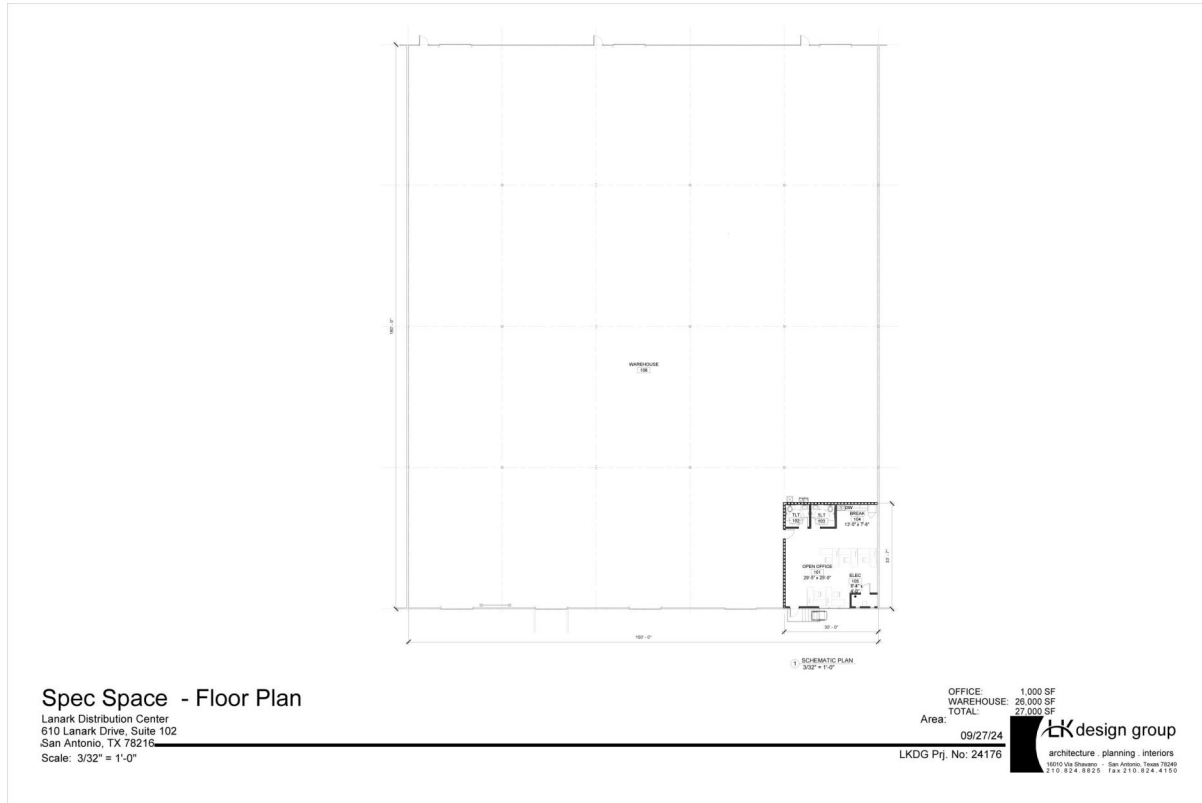 180' - 0"
WAREHOUSE
106
TLT
102
TLT
103
BREAK
104
13'-5" x 7'-6"
OPEN OFFICE
101
ELEC
105
30' - 0"
150' - 0"
1 SCHEMATIC PLAN
3/32" = 1'-0"
Spec Space - Floor Plan
Lanark Distribution Center
610 Lanark Drive, Suite 102
San Antonio, TX 78216
Scale: 3/32" = 1'-0"
OFFICE: 1,000 SF
WAREHOUSE: 26,000 SF
TOTAL: 27,000 SF
Area:
09/27/24
LKDG Prj. No: 24176
LK design group
architecture . planning . interiors
16010 Via Shavano - San Antonio, Texas 78249
210.824.8825 fax 210.824.4150